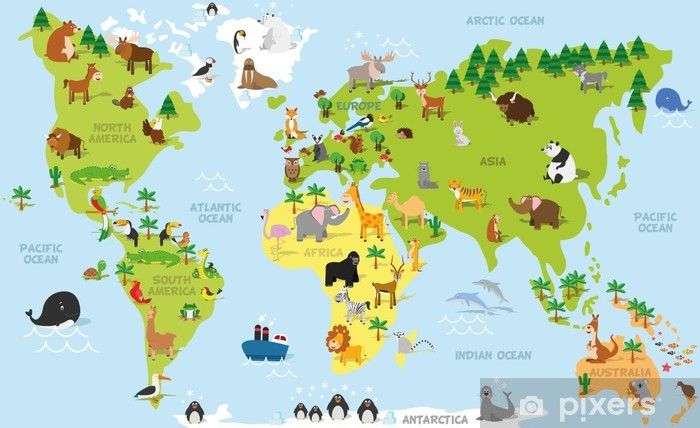 ARCTIC OCEAN
NORTH
AMERICA
EUROPE
ASIA
ATLANTIC
OCEAN
PACIFIC
OCEAN
PACIFIC
OCEAN
AFRICA
SOUTH
AMERICA
INDIAN OCEAN
AUSTRALIA
ANTARCTICA
pixers